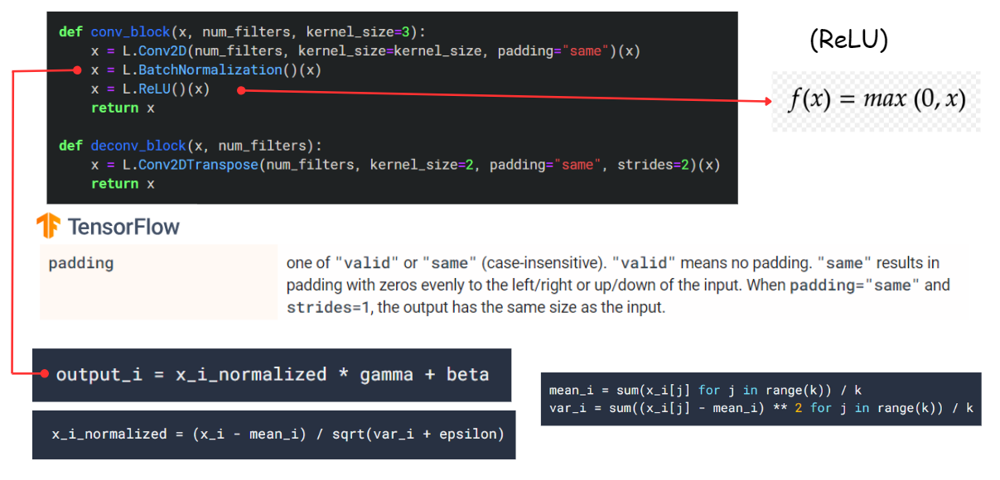 def conv_block(x, num_filters, kernel_size=3):
    x = L.Conv2D(num_filters, kernel_size=kernel_size, padding="same")(x)
    x = L.BatchNormalization()(x)
    x = L.ReLU()(x)
    return x
def deconv_block(x, num_filters):
    x = L.Conv2DTranspose(num_filters, kernel_size=2, padding="same", strides=2)(x)
    return x
(ReLU)
f(x) = max (0, x)
TensorFlow
padding
one of "valid" or "same" (case-insensitive). "valid" means no padding. "same" results in
padding with zeros evenly to the left/right or up/down of the input. When padding="same" and
strides=1, the output has the same size as the input.
output_i = x_i_normalized * gamma + beta
x_i_normalized = (x_i - mean_i) / sqrt(var_i + epsilon)
mean_i = sum(x_i[j] for j in range(k)) / k
var_i = sum((x_i[j] - mean_i) ** 2 for j in range(k)) / k